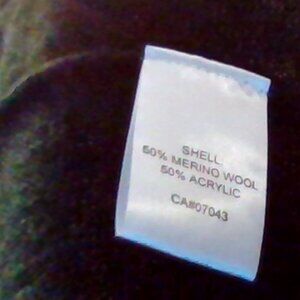 SHELL:
50% MERINO WOOL
50% ACRYLIC
CA#07043